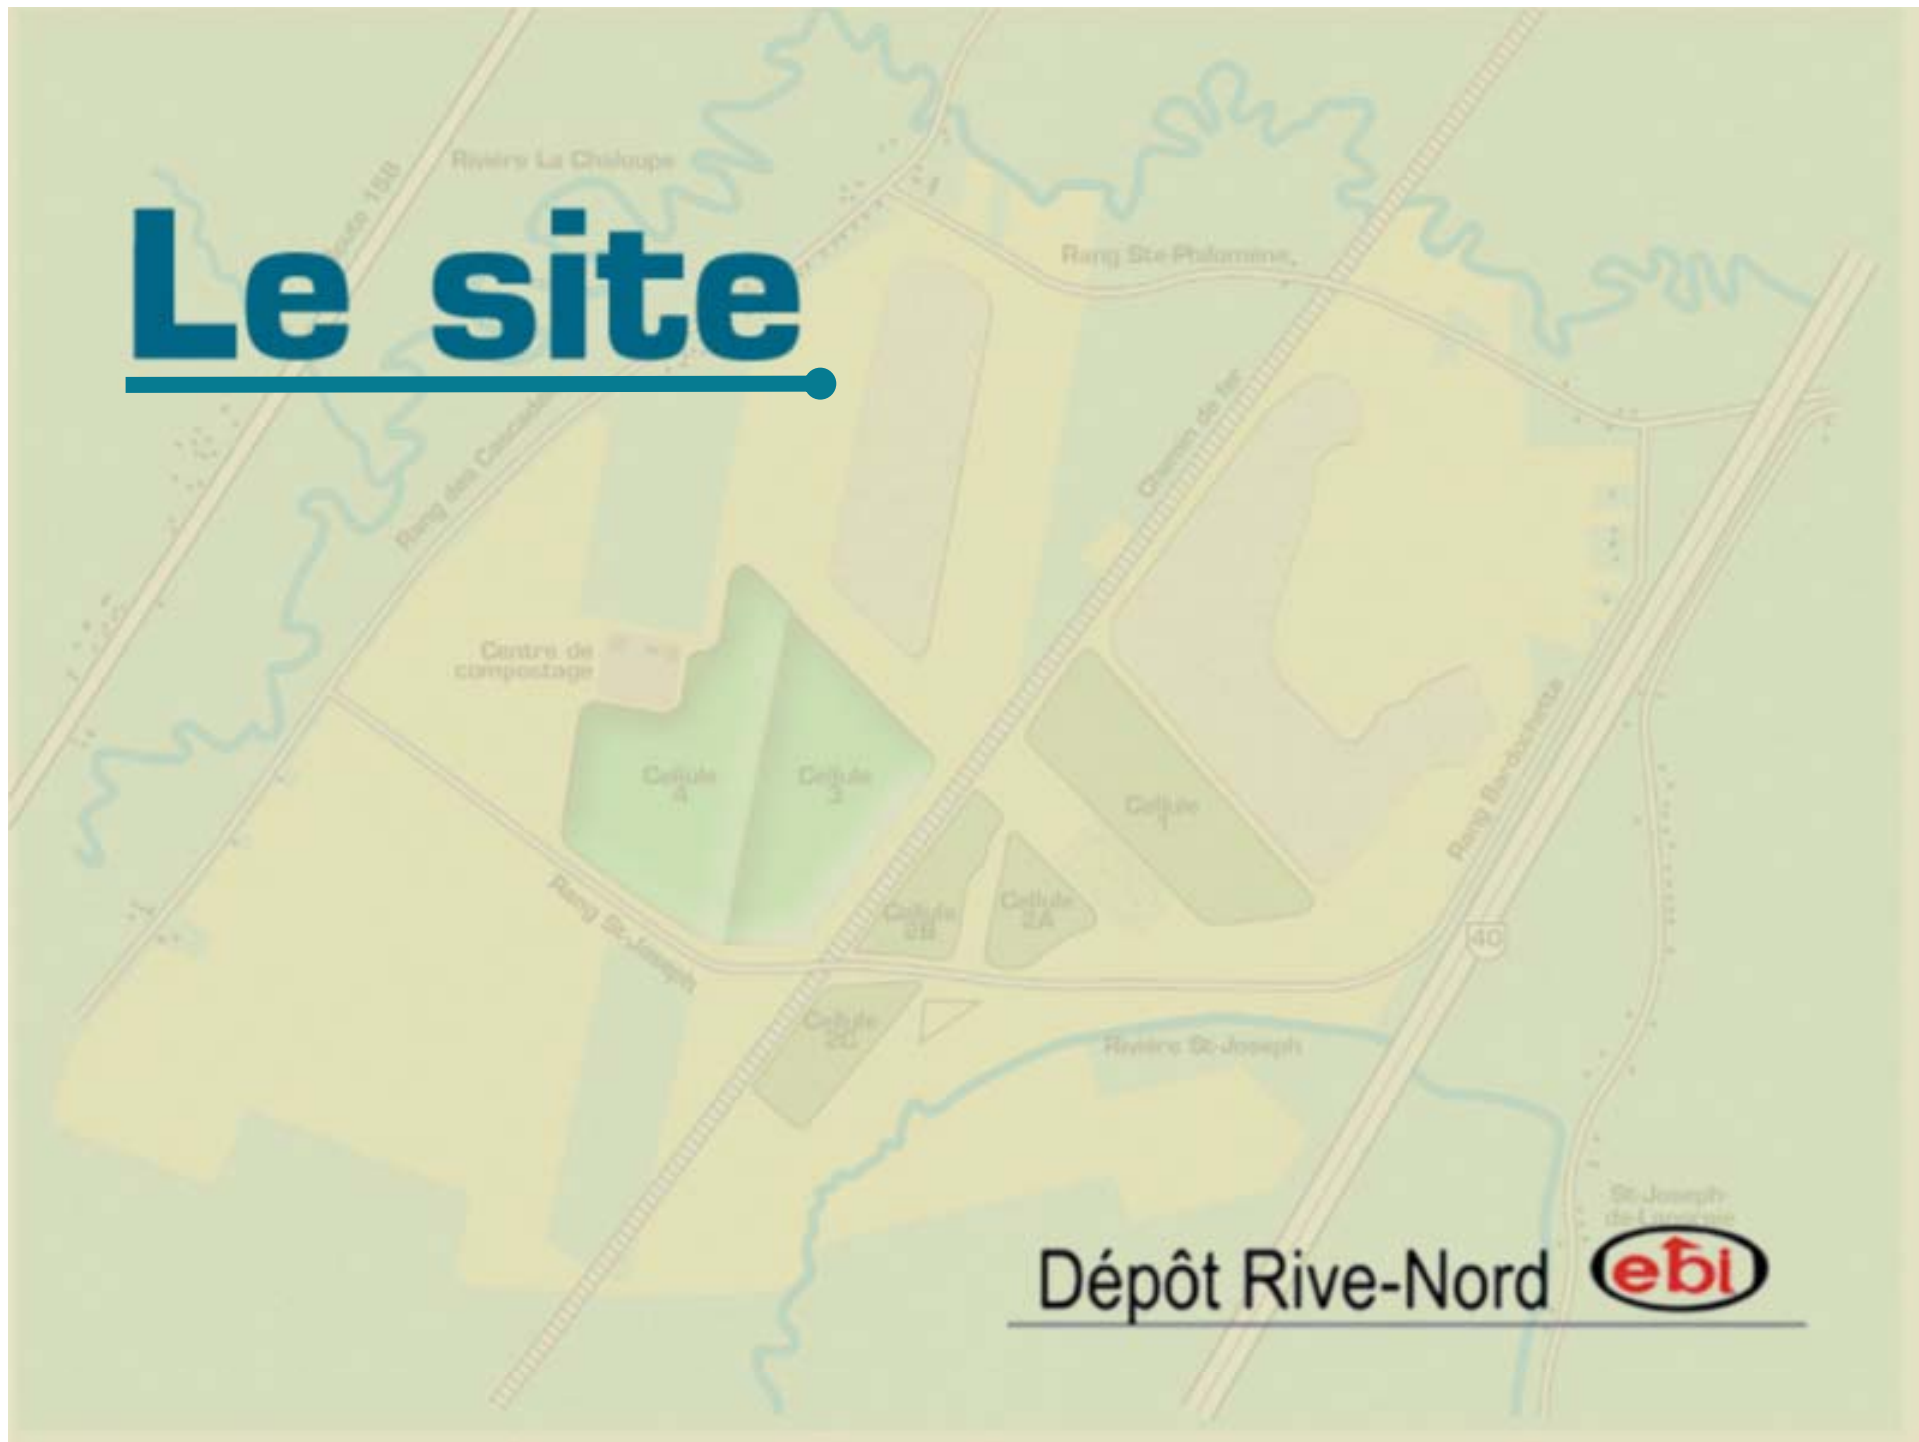 Rivière La Chaloupe
Route 158
Le site
Rang Ste-Philomène
Chemin de fer
Rang des Cascades
Centre de
compostage
Cellule
4
Cellule
3
Cellule
1
Rang Bardochette
Cellule
2B
Cellule
2A
Rang St-Joseph
40
Cellule
2C
Rivière St-Joseph
St-Joseph-
de-Lanoraie
Dépôt Rive-Nord ebi